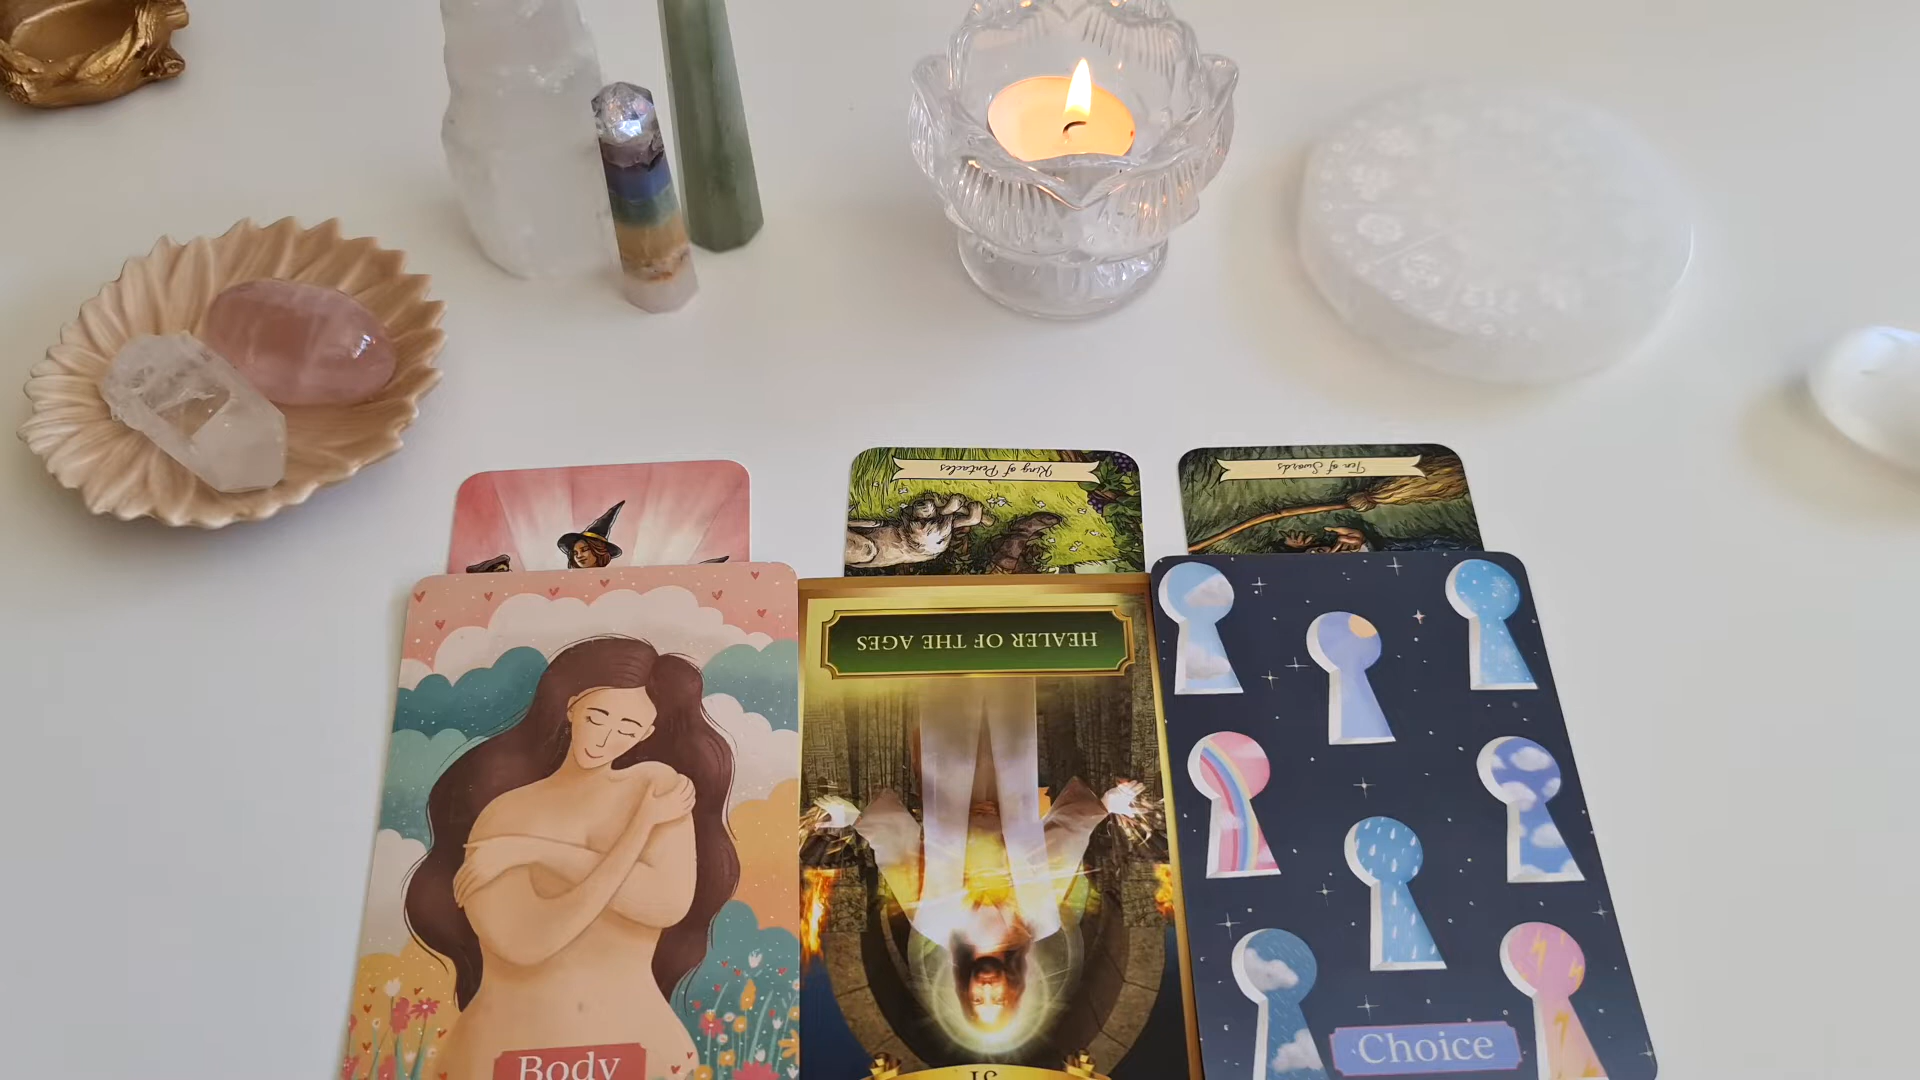 King of Pentacles
Ten of Swords
HEALER OF THE AGES
Body
Choice